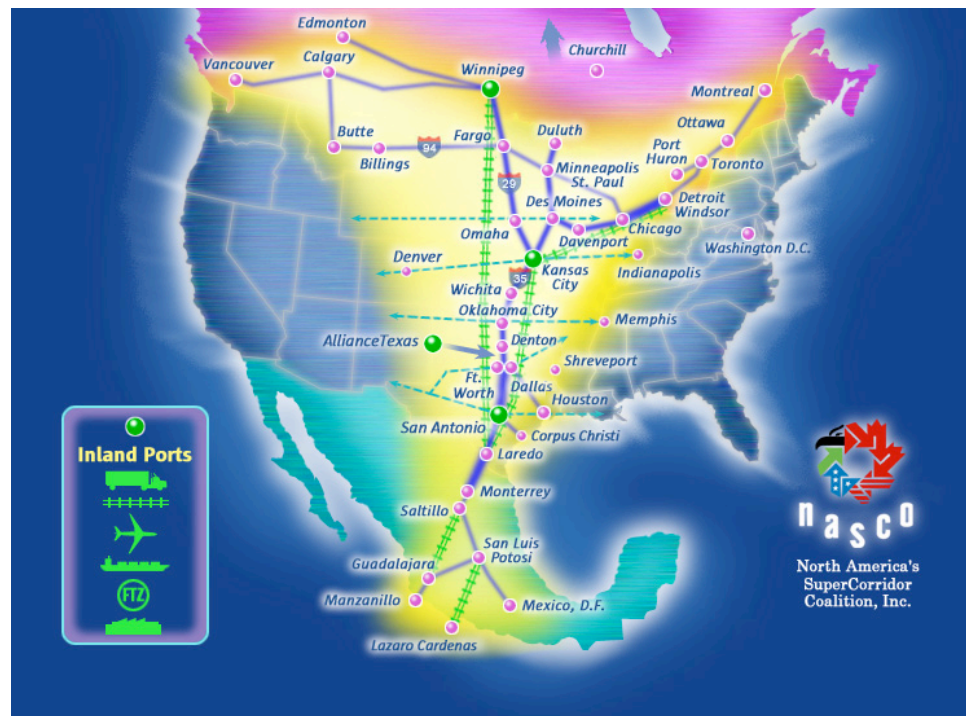 Edmonton
Churchill
Calgary
Vancouver
Winnipeg
Montreal
Ottawa
Butte
Fargo
Duluth
Port
Huron
Toronto
94
Billings
Minneapolis
St. Paul
29
Des Moines
Detroit
Windsor
Omaha
Chicago
Davenport
Washington D.C.
Denver
Kansas
City
Indianapolis
35
Wichita
Oklahoma City
Memphis
AllianceTexas
Denton
Shreveport
Ft.
Worth
Dallas
Houston
San Antonio
Corpus Christi
Laredo
Monterrey
Saltillo
San Luis
Potosi
Guadalajara
Manzanillo
Mexico, D.F.
Lazaro Cardenas
Inland Ports
FTZ
nasco
North America's
SuperCorridor
Coalition, Inc.